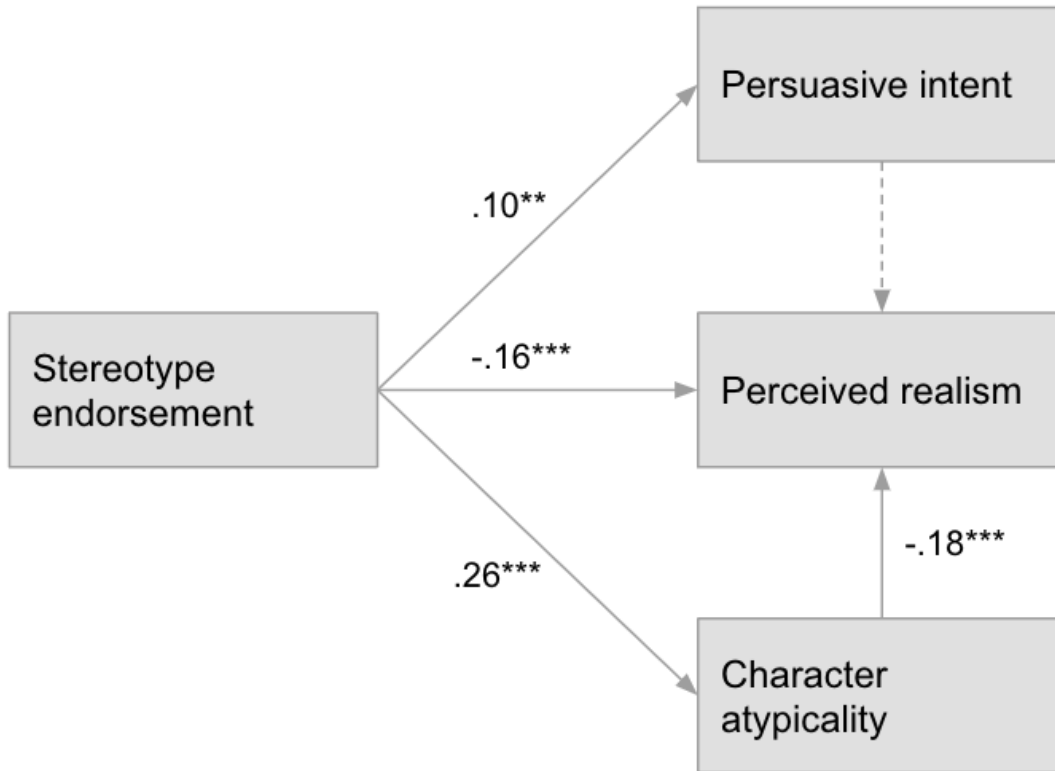 Persuasive intent
.10**
Stereotype
endorsement
-.16***
Perceived realism
.26***
-.18***
Character
atypicality